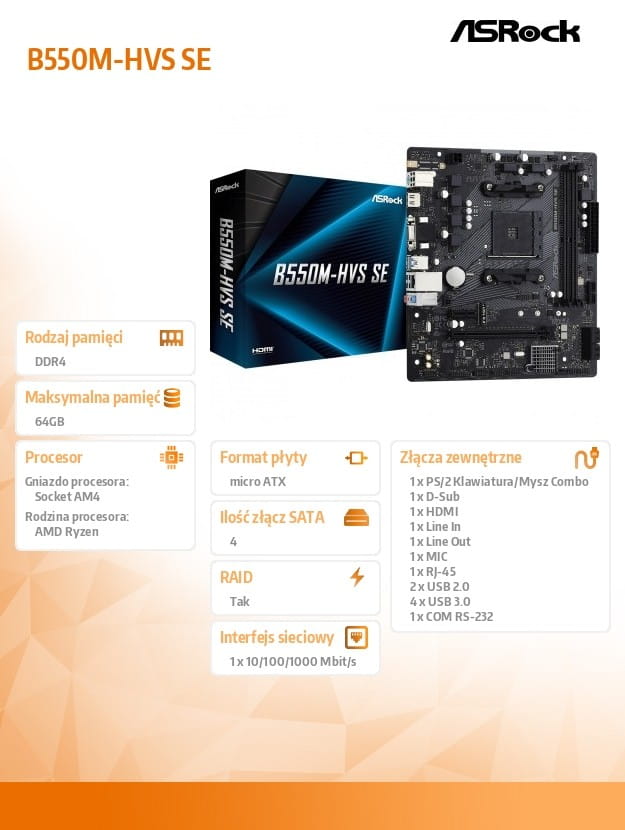 ASRock
B550M-HVS SE
ASRock
B550M-HVS SE
B550M-HVS SE
HDMI
ASRock
Rodzaj pamięci
DDR4
Maksymalna pamięć
64GB
Procesor
Gniazdo procesora:
Socket AM4
Rodzina procesora:
AMD Ryzen
Format płyty
micro ATX
Ilość złącz SATA
4
RAID
Tak
Interfejs sieciowy
1 x 10/100/1000 Mbit/s
Złącza zewnętrzne
1 x PS/2 Klawiatura/Mysz Combo
1 x D-Sub
1 x HDMI
1 x Line In
1 x Line Out
1 x MIC
1 x RJ-45
2 x USB 2.0
4 x USB 3.0
1 x COM RS-232